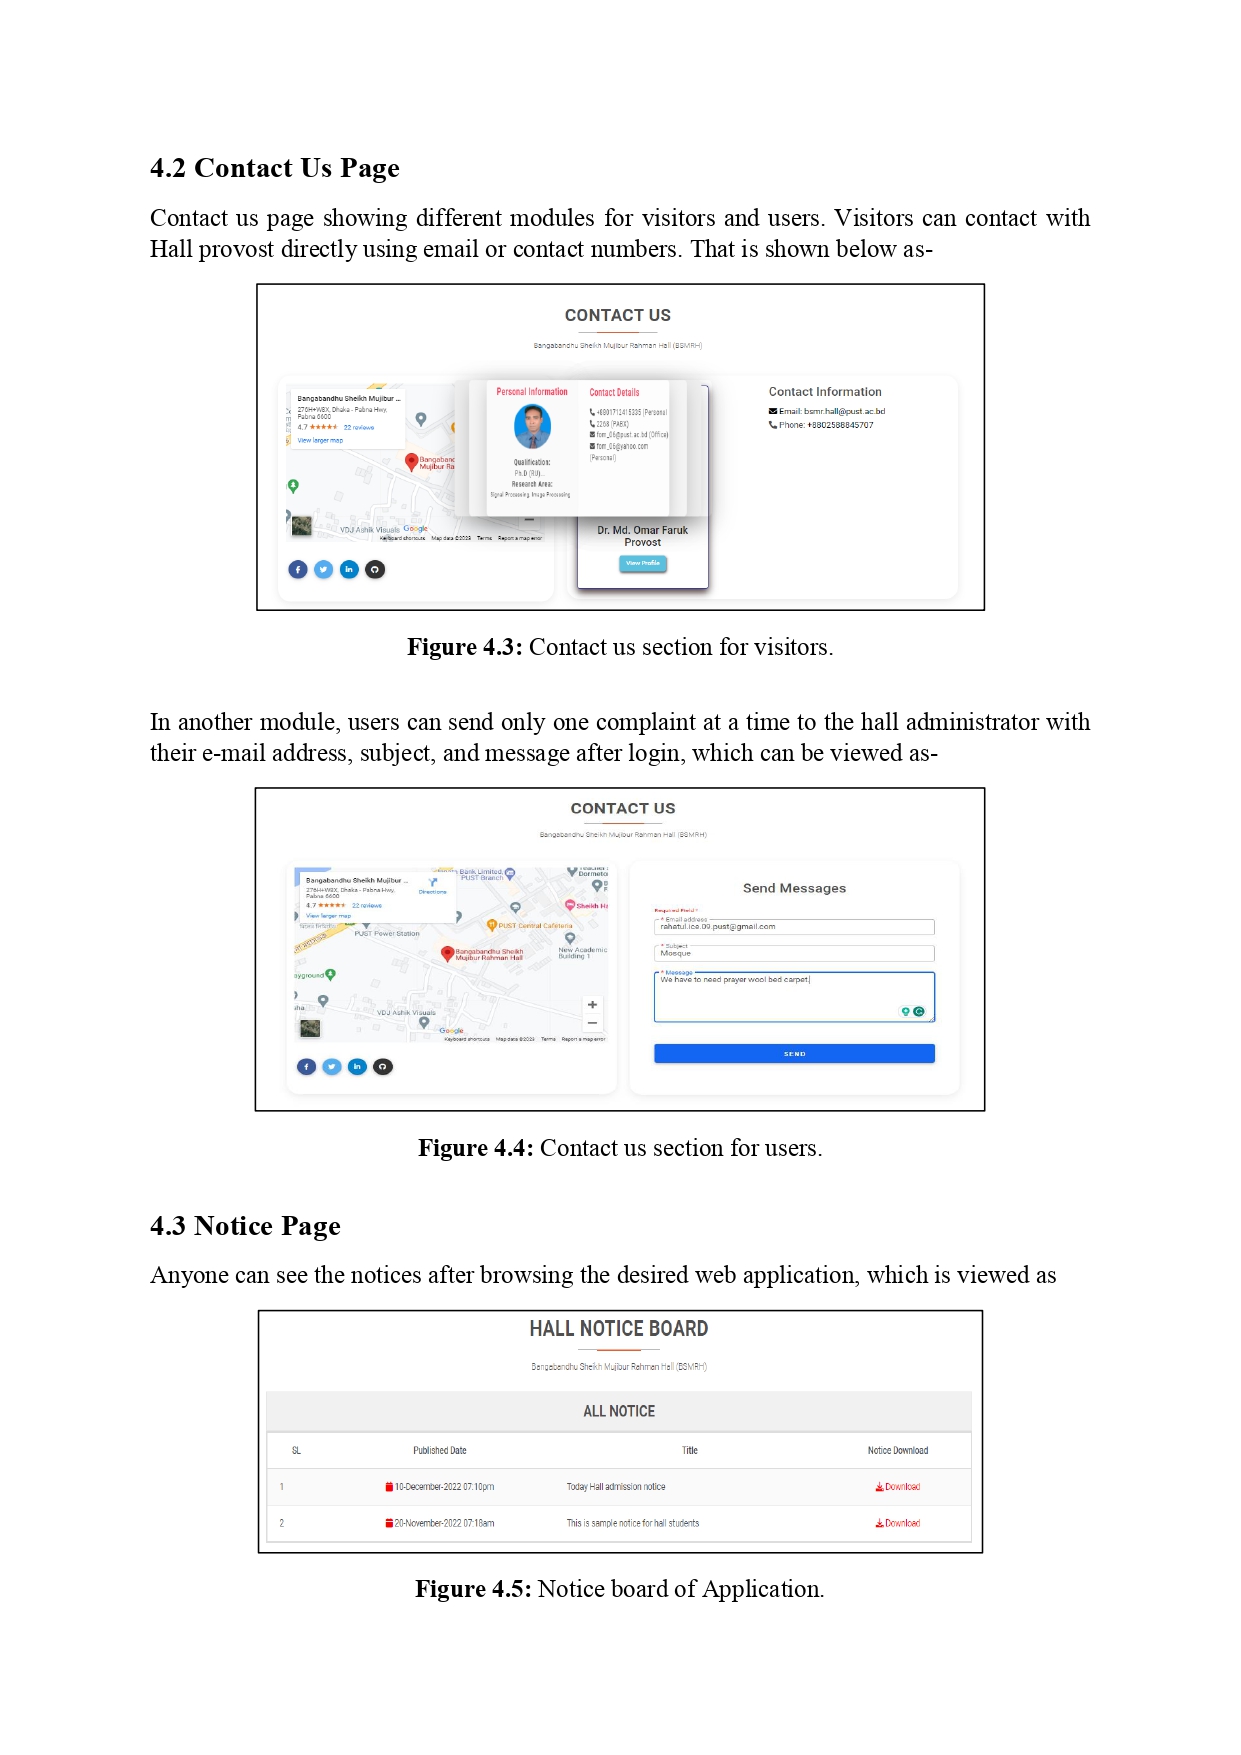 4.2 Contact Us Page
Contact us page showing different modules for visitors and users. Visitors can contact with
Hall provost directly using email or contact numbers. That is shown below as-
CONTACT US
Bangabandhu Sheikh Mujibur Rahman Hall (BSMRH)
Bangabandhu Sheikh Mujibur ...
276H+W8X, Dhaka - Pabna Hwy,
Pabna 6600
4.7 ★★★★★ 22 reviews
View larger map
Bangabanc
Mujibur Ra
VDJ Ashik Visuals
Google
Keyboard shortcuts Map data ©2023 Terms Report a map error
Personal Information
Qualification:
Ph.D (RU)...
Research Area:
Signal Processing, Image Processing
Contact Details
+8801712415335 (Personal
2268 (PABX)
fom_06@pust.ac.bd (Office)
fom_06@yahoo.com
(Personal)
Dr. Md. Omar Faruk
Provost
View Profile
Contact Information
Email: bsmr.hall@pust.ac.bd
Phone: +8802588845707
Figure 4.3: Contact us section for visitors.
In another module, users can send only one complaint at a time to the hall administrator with
their e-mail address, subject, and message after login, which can be viewed as-
CONTACT US
Bangabandhu Sheikh Mujibur Rahman Hall (BSMRH)
Bangabandhu Sheikh Mujibur ...
276H+W8X, Dhaka - Pabna Hwy,
Pabna 6600
4.7 ★★★★★ 22 reviews
View larger map
Directions
Bank Limited,
PUST Branch
Dormeto
Sheikh Ha
PUST Central Cafeteria
PUST Power Station
Bangabandhu Sheikh
Mujibur Rahman Hall
New Academic
Building 1
ayground
VDJ Ashik Visuals
Google
Keyboard shortcuts Map data ©2023 Terms Report a map error
Send Messages
Required Field *
* Email address
rahatul.ice.09.pust@gmail.com
* Subject
Mosque
* Message
We have to need prayer wool bed carpet.
SEND
Figure 4.4: Contact us section for users.
4.3 Notice Page
Anyone can see the notices after browsing the desired web application, which is viewed as
HALL NOTICE BOARD
Bangabandhu Sheikh Mujibur Rahman Hall (BSMRH)
ALL NOTICE
SL Published Date Title Notice Download
1 10-December-2022 07:10pm Today Hall admission notice Download
2 20-November-2022 07:18am This is sample notice for hall students Download
Figure 4.5: Notice board of Application.